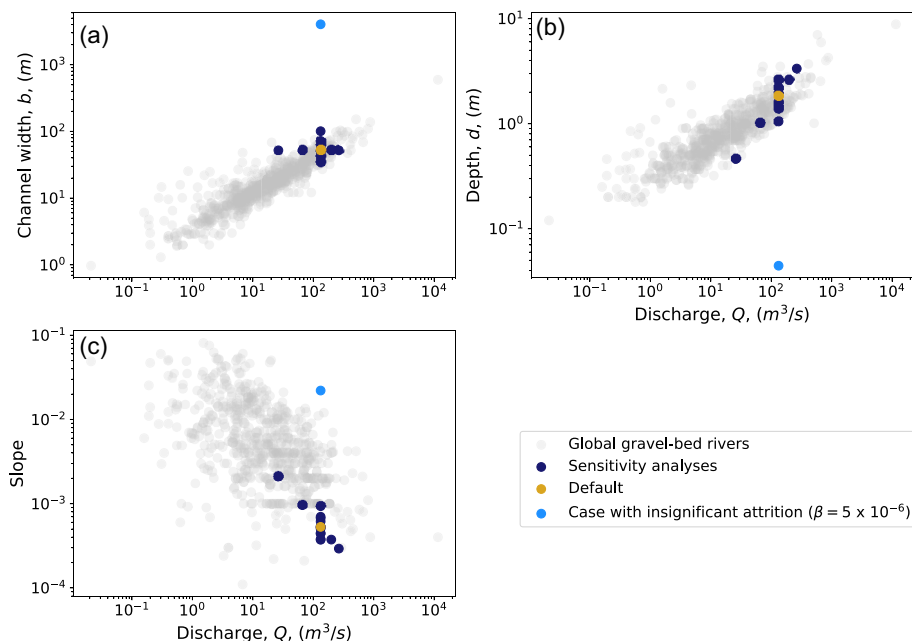 (a)
10³
10²
10¹
10⁰
Channel width, b, (m)
10⁻¹ 10⁰ 10¹ 10² 10³ 10⁴
(b)
10¹
10⁰
10⁻¹
Depth, d, (m)
10⁻¹ 10⁰ 10¹ 10² 10³ 10⁴
Discharge, Q, (m³/s)
(c)
10⁻¹
10⁻²
10⁻³
10⁻⁴
Slope
10⁻¹ 10⁰ 10¹ 10² 10³ 10⁴
Discharge, Q, (m³/s)
Global gravel-bed rivers
Sensitivity analyses
Default
Case with insignificant attrition (β = 5 x 10⁻⁶)